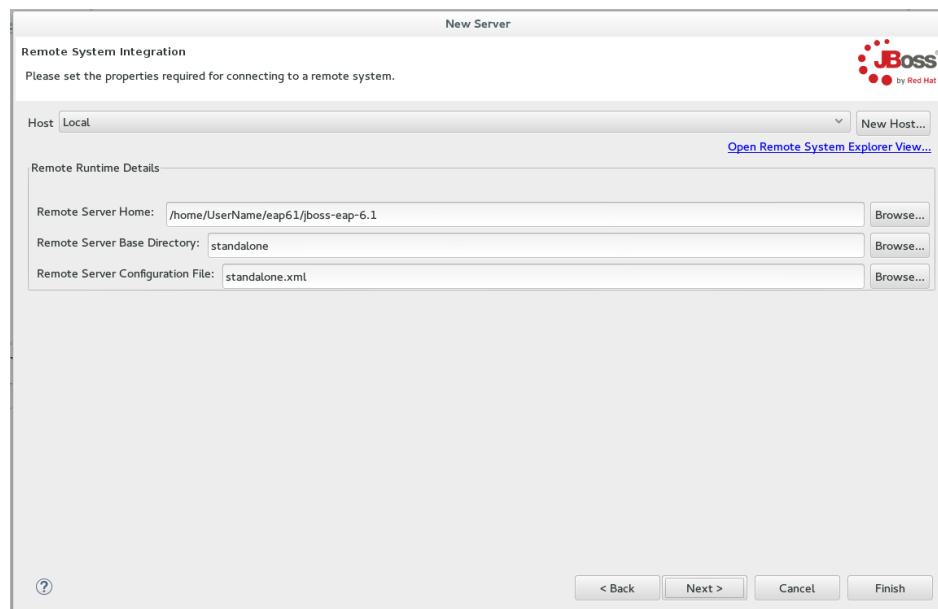 New Server
Remote System Integration
Please set the properties required for connecting to a remote system.
JBoss
by Red Hat
Host Local New Host...
Open Remote System Explorer View...
Remote Runtime Details
Remote Server Home: /home/UserName/eap61/jboss-eap-6.1 Browse...
Remote Server Base Directory: standalone Browse...
Remote Server Configuration File: standalone.xml Browse...
? < Back Next > Cancel Finish